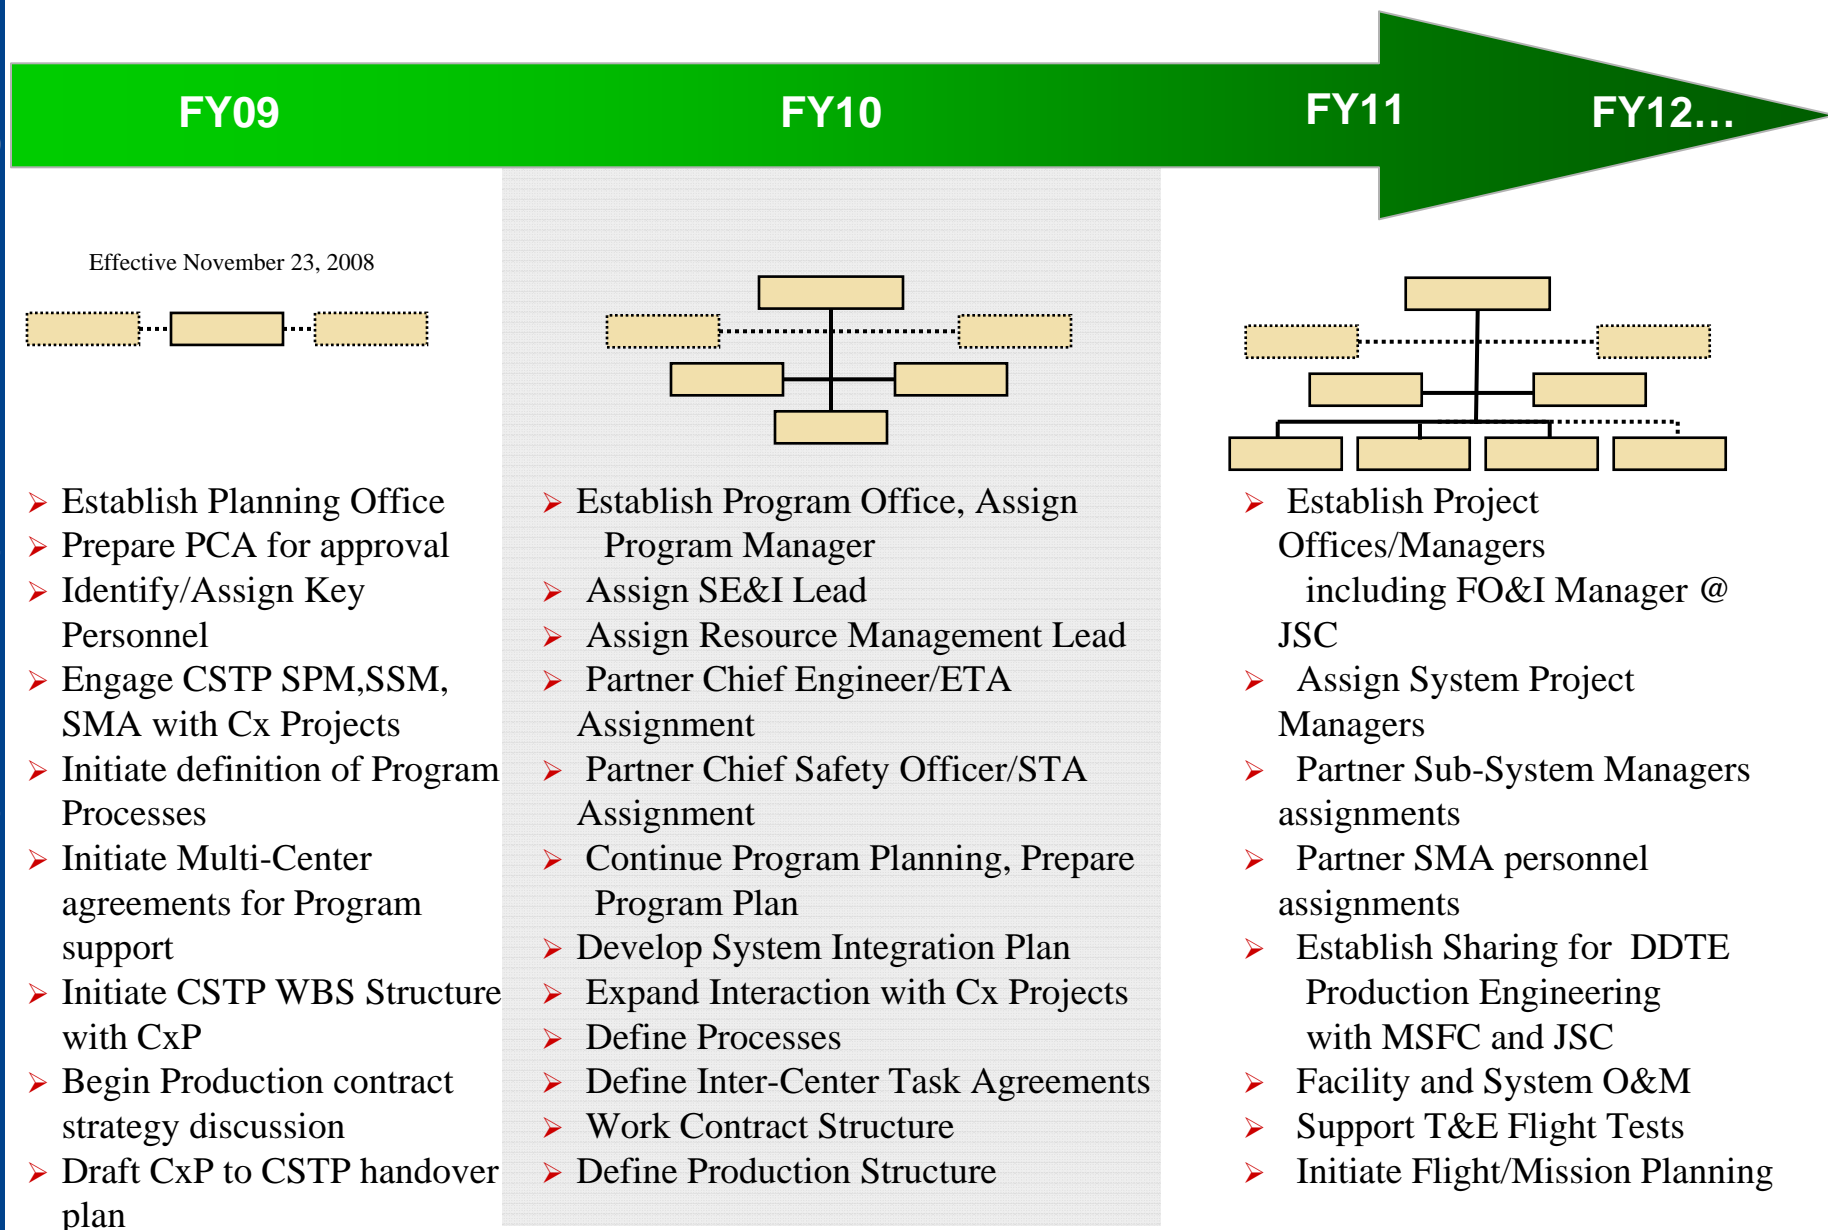 FY09
FY10
FY11
FY12…
Effective November 23, 2008
➢ Establish Planning Office
➢ Prepare PCA for approval
➢ Identify/Assign Key
Personnel
➢ Engage CSTP SPM,SSM,
SMA with Cx Projects
➢ Initiate definition of Program
Processes
➢ Initiate Multi-Center
agreements for Program
support
➢ Initiate CSTP WBS Structure
with CxP
➢ Begin Production contract
strategy discussion
➢ Draft CxP to CSTP handover
plan
➢ Establish Program Office, Assign
Program Manager
➢ Assign SE&I Lead
➢ Assign Resource Management Lead
➢ Partner Chief Engineer/ETA
Assignment
➢ Partner Chief Safety Officer/STA
Assignment
➢ Continue Program Planning, Prepare
Program Plan
➢ Develop System Integration Plan
➢ Expand Interaction with Cx Projects
➢ Define Processes
➢ Define Inter-Center Task Agreements
➢ Work Contract Structure
➢ Define Production Structure
➢ Establish Project
Offices/Managers
including FO&I Manager @
JSC
➢ Assign System Project
Managers
➢ Partner Sub-System Managers
assignments
➢ Partner SMA personnel
assignments
➢ Establish Sharing for DDTE
Production Engineering
with MSFC and JSC
➢ Facility and System O&M
➢ Support T&E Flight Tests
➢ Initiate Flight/Mission Planning